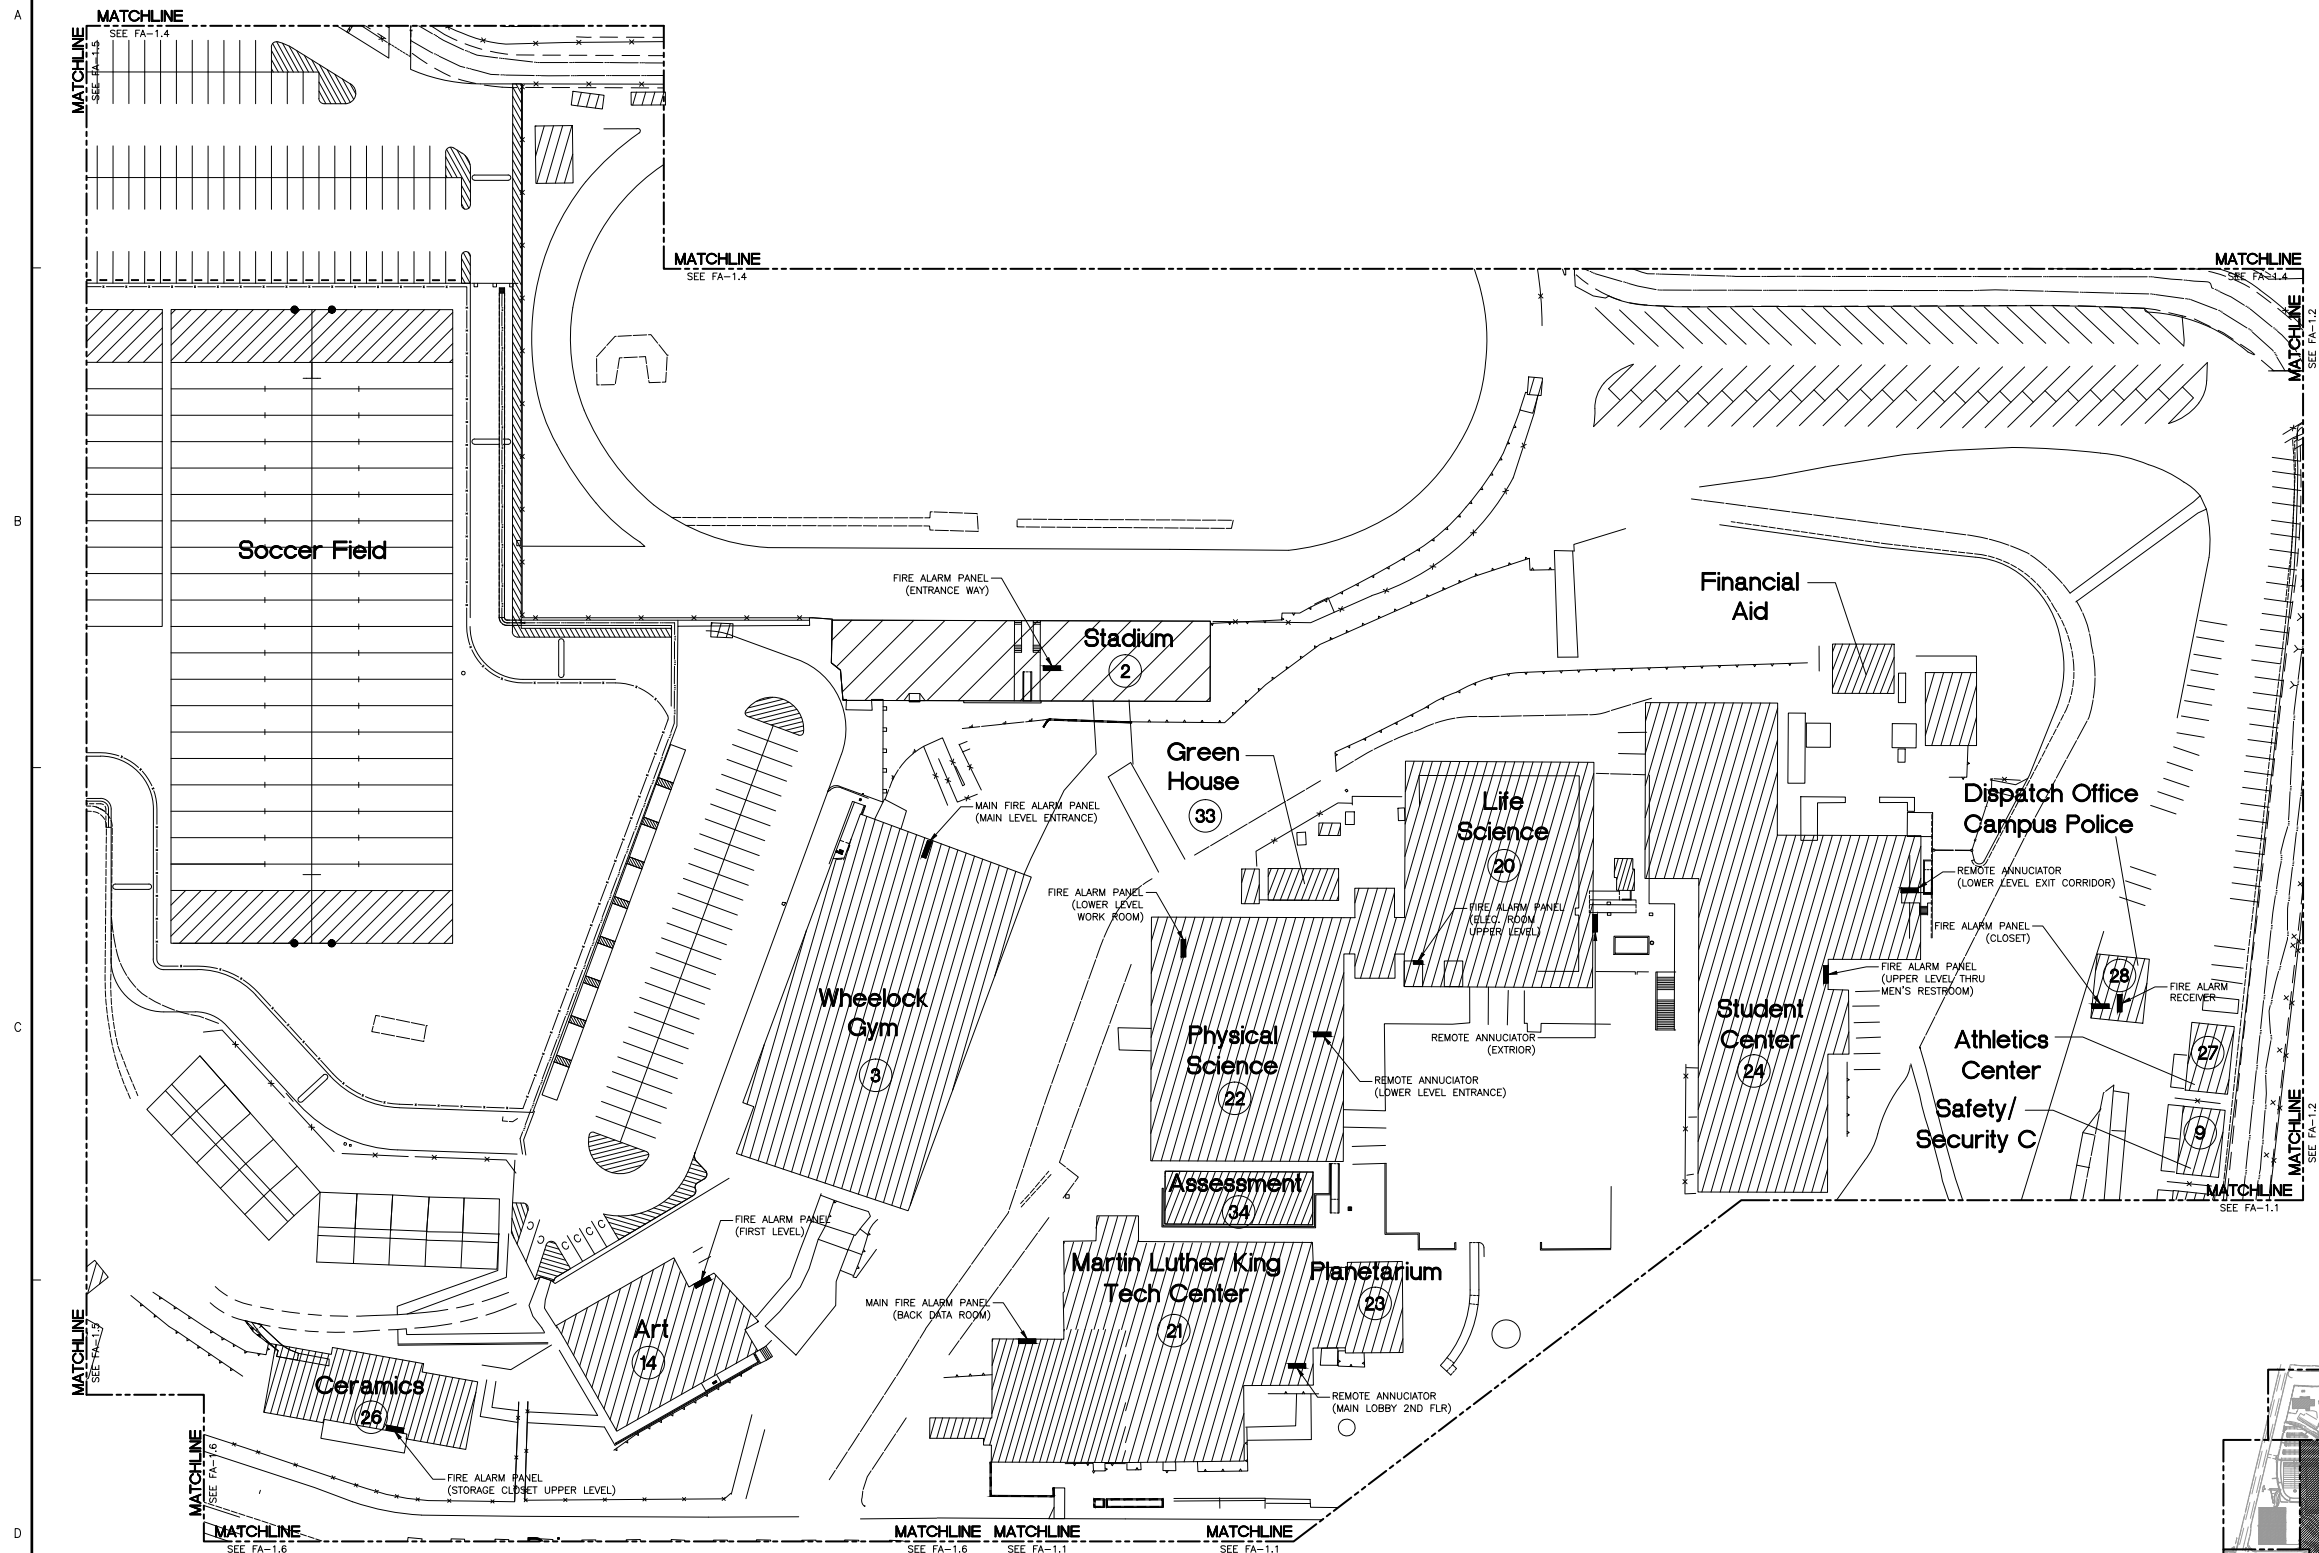 A
MATCHLINE
SEE FA-1.4
MATCHLINE
SEE FA-1.5
MATCHLINE
SEE FA-1.4
MATCHLINE
SEE FA-1.4
MATCHLINE
SEE FA-1.2
B
Soccer Field
FIRE ALARM PANEL
(ENTRANCE WAY)
Stadium
2
Financial
Aid
Green
House
33
MAIN FIRE ALARM PANEL
(MAIN LEVEL ENTRANCE)
Life
Science
20
Dispatch Office
Campus Police
REMOTE ANNUCIATOR
(LOWER LEVEL EXIT CORRIDOR)
FIRE ALARM PANEL
(LOWER LEVEL
WORK ROOM)
FIRE ALARM PANEL
(ELEC. ROOM
UPPER LEVEL)
FIRE ALARM PANEL
(CLOSET)
FIRE ALARM PANEL
(UPPER LEVEL THRU
MEN'S RESTROOM)
28
FIRE ALARM
RECEIVER
C
Wheelock
Gym
3
Physical
Science
22
REMOTE ANNUCIATOR
(EXTRIOR)
REMOTE ANNUCIATOR
(LOWER LEVEL ENTRANCE)
Student
Center
24
Athletics
Center
27
Safety/
Security C
9
MATCHLINE
SEE FA-1.2
MATCHLINE
SEE FA-1.1
Assessment
34
FIRE ALARM PANEL
(FIRST LEVEL)
C
C
C
C
C
Martin Luther King
Tech Center
21
Planetarium
23
MAIN FIRE ALARM PANEL
(BACK DATA ROOM)
Art
14
MATCHLINE
SEE FA-1.5
Ceramics
26
REMOTE ANNUCIATOR
(MAIN LOBBY 2ND FLR)
FIRE ALARM PANEL
(STORAGE CLOSET UPPER LEVEL)
MATCHLINE
SEE FA-1.6
D
MATCHLINE
SEE FA-1.6
MATCHLINE
SEE FA-1.6
MATCHLINE
SEE FA-1.1
MATCHLINE
SEE FA-1.1